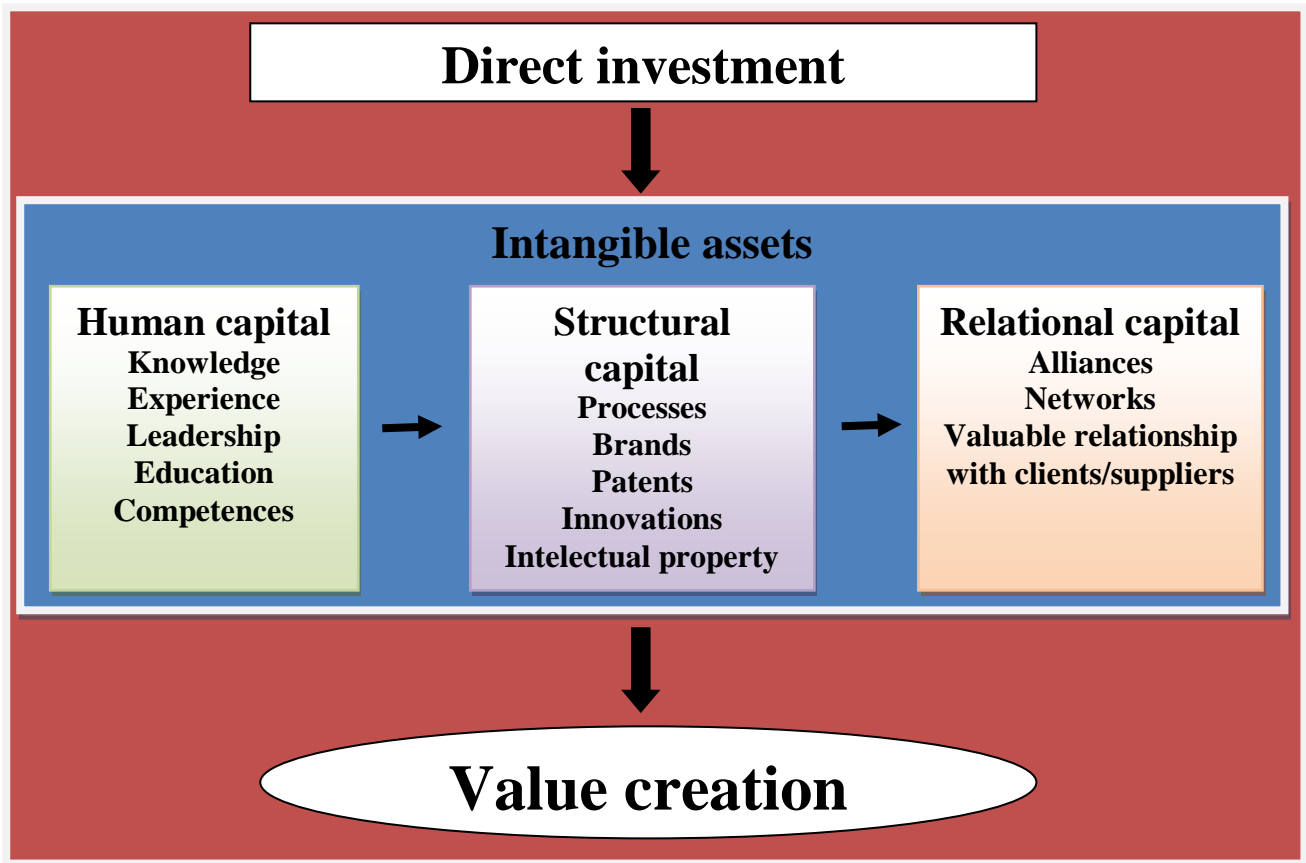 Direct investment
Intangible assets
Human capital
Knowledge
Experience
Leadership
Education
Competences
Structural
capital
Processes
Brands
Patents
Innovations
Intelectual property
Relational capital
Alliances
Networks
Valuable relationship
with clients/suppliers
Value creation